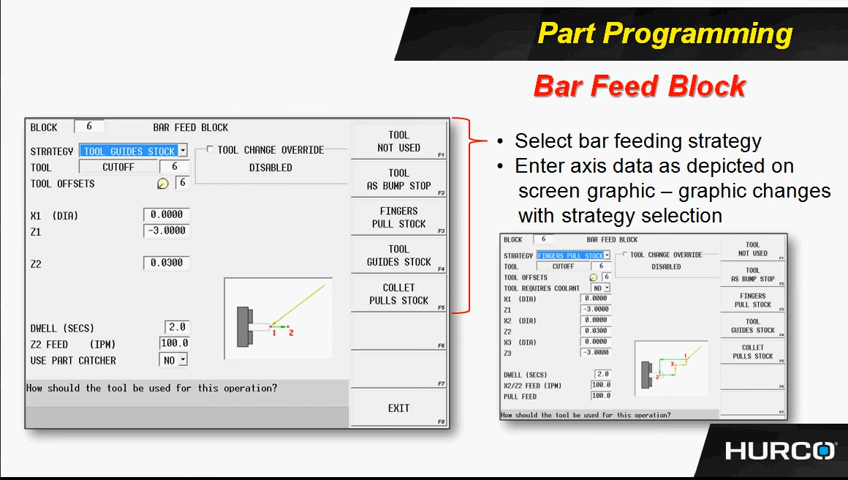 Part Programming
Bar Feed Block
BLOCK 6 BAR FEED BLOCK
STRATEGY TOOL GUIDES STOCK
TOOL CUTOFF 6
TOOL OFFSETS 6
TOOL CHANGE OVERRIDE
DISABLED
X1 (DIA) 0.0000
Z1 -3.0000
Z2 0.0300
1 2
DWELL (SECS) 2.0
Z2 FEED (IPM) 100.0
USE PART CATCHER NO
How should the tool be used for this operation?
TOOL
NOT USED
F1
TOOL
AS BUMP STOP
F2
FINGERS
PULL STOCK
F3
TOOL
GUIDES STOCK
F4
COLLET
PULLS STOCK
F5
F6
F7
EXIT
F8
• Select bar feeding strategy
• Enter axis data as depicted on
screen graphic – graphic changes
with strategy selection
BLOCK 6 BAR FEED BLOCK
STRATEGY FINGERS PULL STOCK
TOOL CUTOFF 6
TOOL OFFSETS 6
TOOL REQUIRES COOLANT NO
TOOL CHANGE OVERRIDE
DISABLED
X1 (DIA) 0.0000
Z1 -3.0000
X2 (DIA) 0.0000
Z2 0.0300
X3 (DIA) 0.0000
Z3 -3.0000
1
3
2
DWELL (SECS) 2.0
X2/Z2 FEED (IPM) 100.0
PULL FEED 100.0
How should the tool be used for this operation?
TOOL
NOT USED
TOOL
AS BUMP STOP
FINGERS
PULL STOCK
TOOL
GUIDES STOCK
COLLET
PULLS STOCK
HURCO